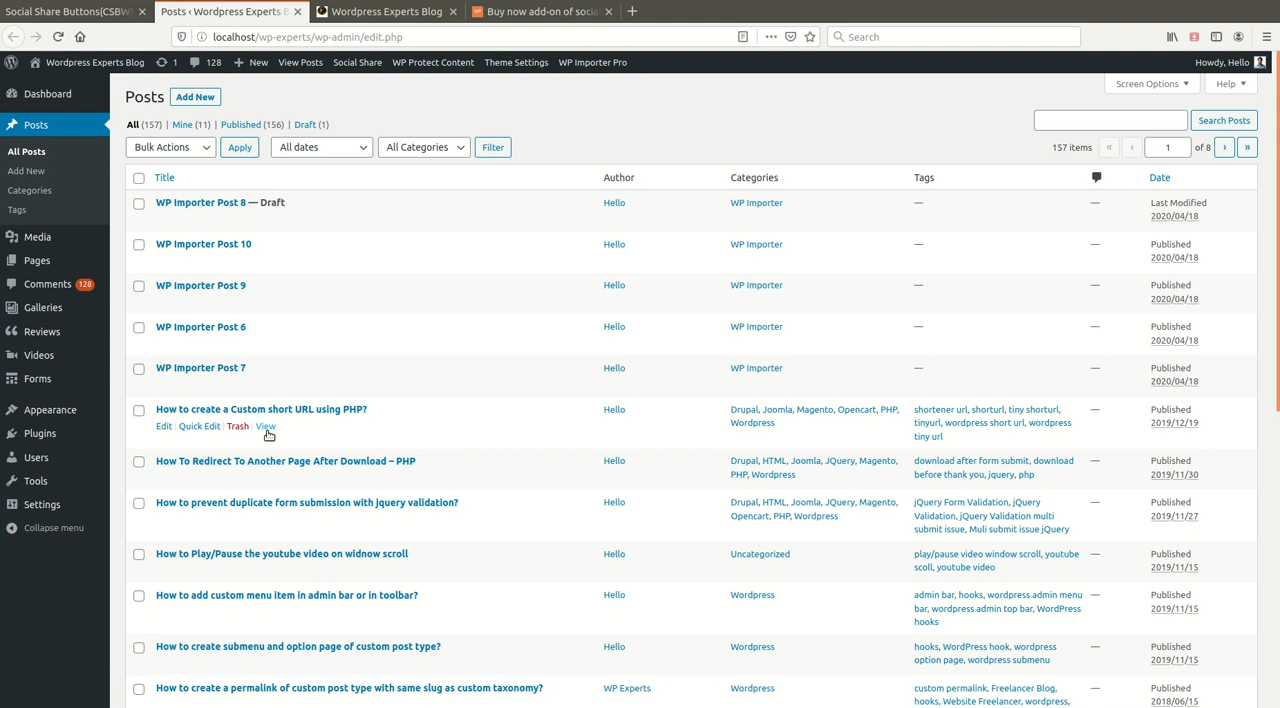 Social Share Buttons(CSBW
Posts ‹ Wordpress Experts B
Wordpress Experts Blog
Buy now add-on of socia
localhost/wp-experts/wp-admin/edit.php
Search
Wordpress Experts Blog 1 128 New View Posts Social Share WP Protect Content Theme Settings WP Importer Pro Howdy, Hello
Dashboard
Posts
All Posts
Add New
Categories
Tags
Media
Pages
Comments 128
Galleries
Reviews
Videos
Forms
Appearance
Plugins
Users
Tools
Settings
Collapse menu
Screen Options Help
Posts Add New
All (157) | Mine (11) | Published (156) | Draft (1)
Search Posts
Bulk Actions Apply All dates All Categories Filter
157 items « ‹ 1 of 8 › »
Title Author Categories Tags Date
WP Importer Post 8 — Draft Hello WP Importer — — Last Modified
2020/04/18
WP Importer Post 10 Hello WP Importer — — Published
2020/04/18
WP Importer Post 9 Hello WP Importer — — Published
2020/04/18
WP Importer Post 6 Hello WP Importer — — Published
2020/04/18
WP Importer Post 7 Hello WP Importer — — Published
2020/04/18
How to create a Custom short URL using PHP? Hello Drupal, Joomla, Magento, Opencart, PHP, shortener url, shorturl, tiny shorturl, — Published
Edit | Quick Edit | Trash | View Wordpress tinyurl, wordpress short url, wordpress 2019/12/19
tiny url
How To Redirect To Another Page After Download – PHP Hello Drupal, HTML, Joomla, JQuery, Magento, download after form submit, download — Published
PHP, Wordpress before thank you, jquery, php 2019/11/30
How to prevent duplicate form submission with jquery validation? Hello Drupal, HTML, Joomla, JQuery, Magento, jQuery Form Validation, jQuery — Published
Opencart, PHP, Wordpress Validation, jQuery Validation multi 2019/11/27
submit issue, Muli submit issue jQuery
How to Play/Pause the youtube video on widnow scroll Hello Uncategorized play/pause video window scroll, youtube — Published
scoll, youtube video 2019/11/15
How to add custom menu item in admin bar or in toolbar? Hello Wordpress admin bar, hooks, wordpress admin menu — Published
bar, wordpress admin top bar, WordPress 2019/11/15
hooks
How to create submenu and option page of custom post type? Hello Wordpress hooks, WordPress hook, wordpress — Published
option page, wordpress submenu 2019/11/15
How to create a permalink of custom post type with same slug as custom taxonomy? WP Experts Wordpress custom permalink, Freelancer Blog, — Published
hooks, Website Freelancer, wordpress, 2018/06/15